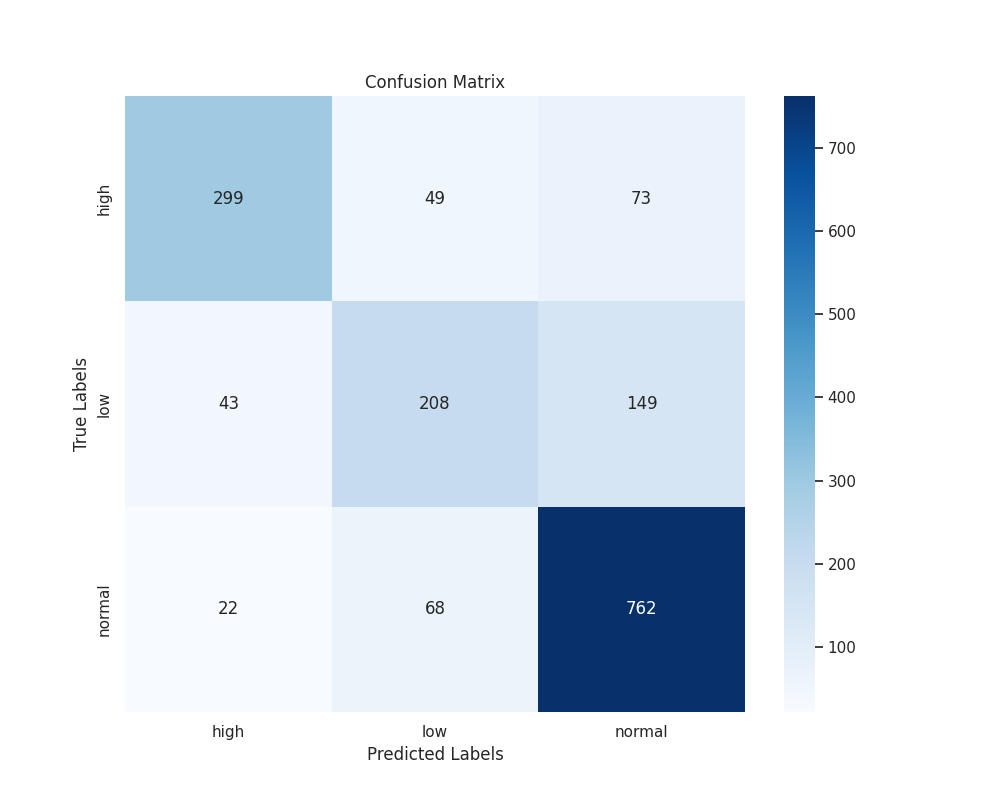 Confusion Matrix
True Labels
high
299
49
73
low
43
208
149
normal
22
68
762
high
low
normal
Predicted Labels
700
600
500
400
300
200
100